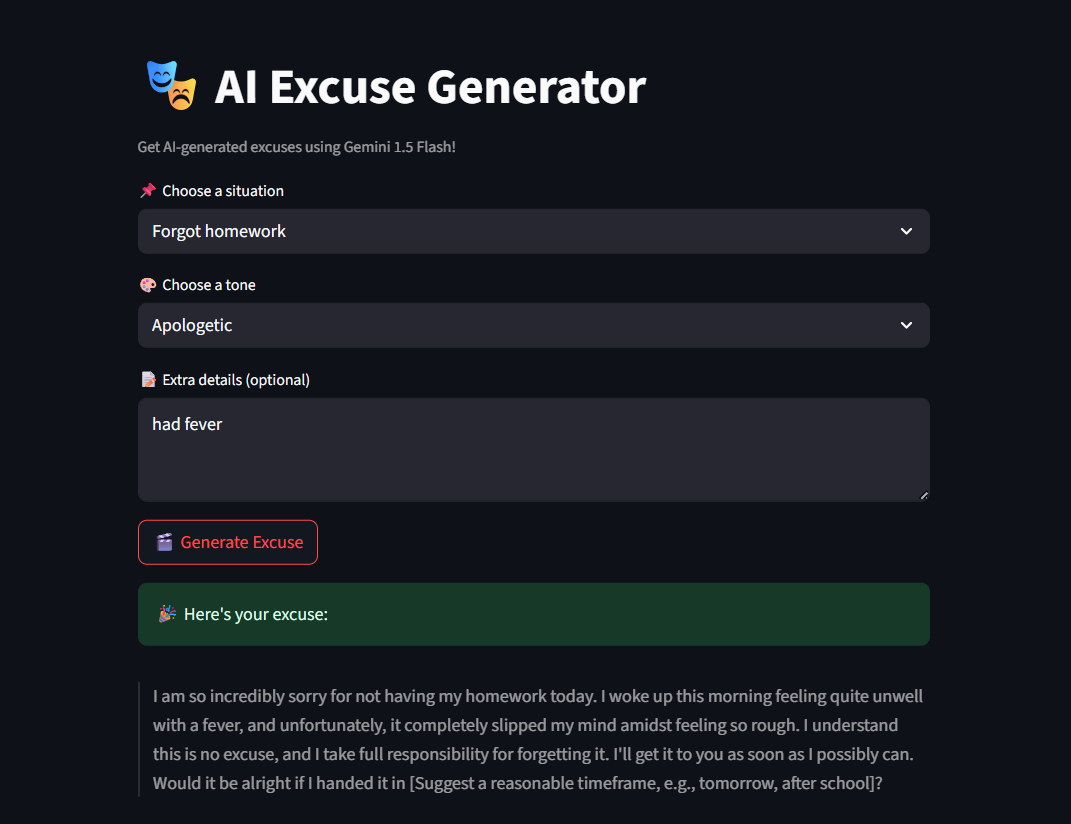 AI Excuse Generator
Get AI-generated excuses using Gemini 1.5 Flash!
Choose a situation
Forgot homework
Choose a tone
Apologetic
Extra details (optional)
had fever
Generate Excuse
Here's your excuse:
I am so incredibly sorry for not having my homework today. I woke up this morning feeling quite unwell
with a fever, and unfortunately, it completely slipped my mind amidst feeling so rough. I understand
this is no excuse, and I take full responsibility for forgetting it. I'll get it to you as soon as I possibly can.
Would it be alright if I handed it in [Suggest a reasonable timeframe, e.g., tomorrow, after school]?